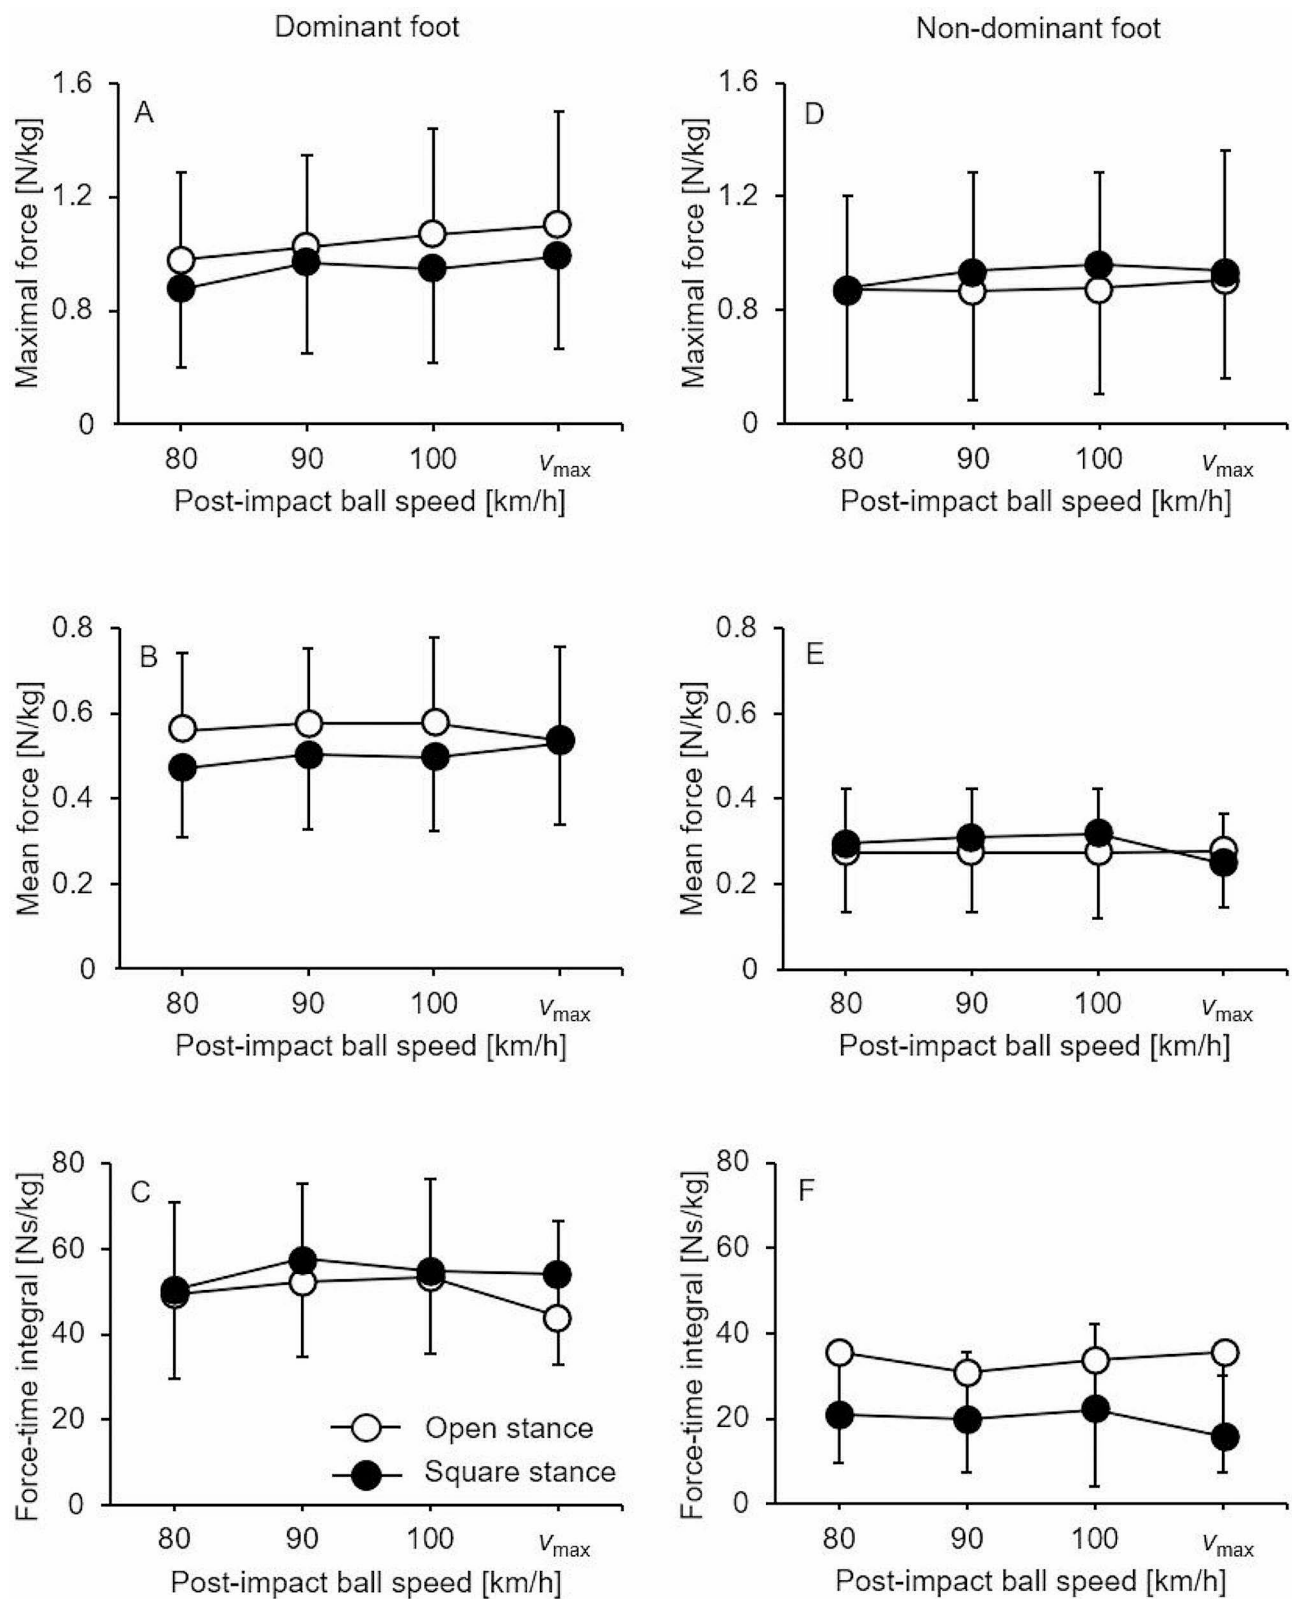 Dominant foot
Non-dominant foot
A
Maximal force [N/kg]
1.6
1.2
0.8
0
80 90 100 vmax
Post-impact ball speed [km/h]
D
Maximal force [N/kg]
1.6
1.2
0.8
0
80 90 100 vmax
Post-impact ball speed [km/h]
B
Mean force [N/kg]
0.8
0.6
0.4
0.2
0
80 90 100 vmax
Post-impact ball speed [km/h]
E
Mean force [N/kg]
0.8
0.6
0.4
0.2
0
80 90 100 vmax
Post-impact ball speed [km/h]
C
Force-time integral [Ns/kg]
80
60
40
20
0
Open stance
Square stance
80 90 100 vmax
Post-impact ball speed [km/h]
F
Force-time integral [Ns/kg]
80
60
40
20
0
80 90 100 vmax
Post-impact ball speed [km/h]